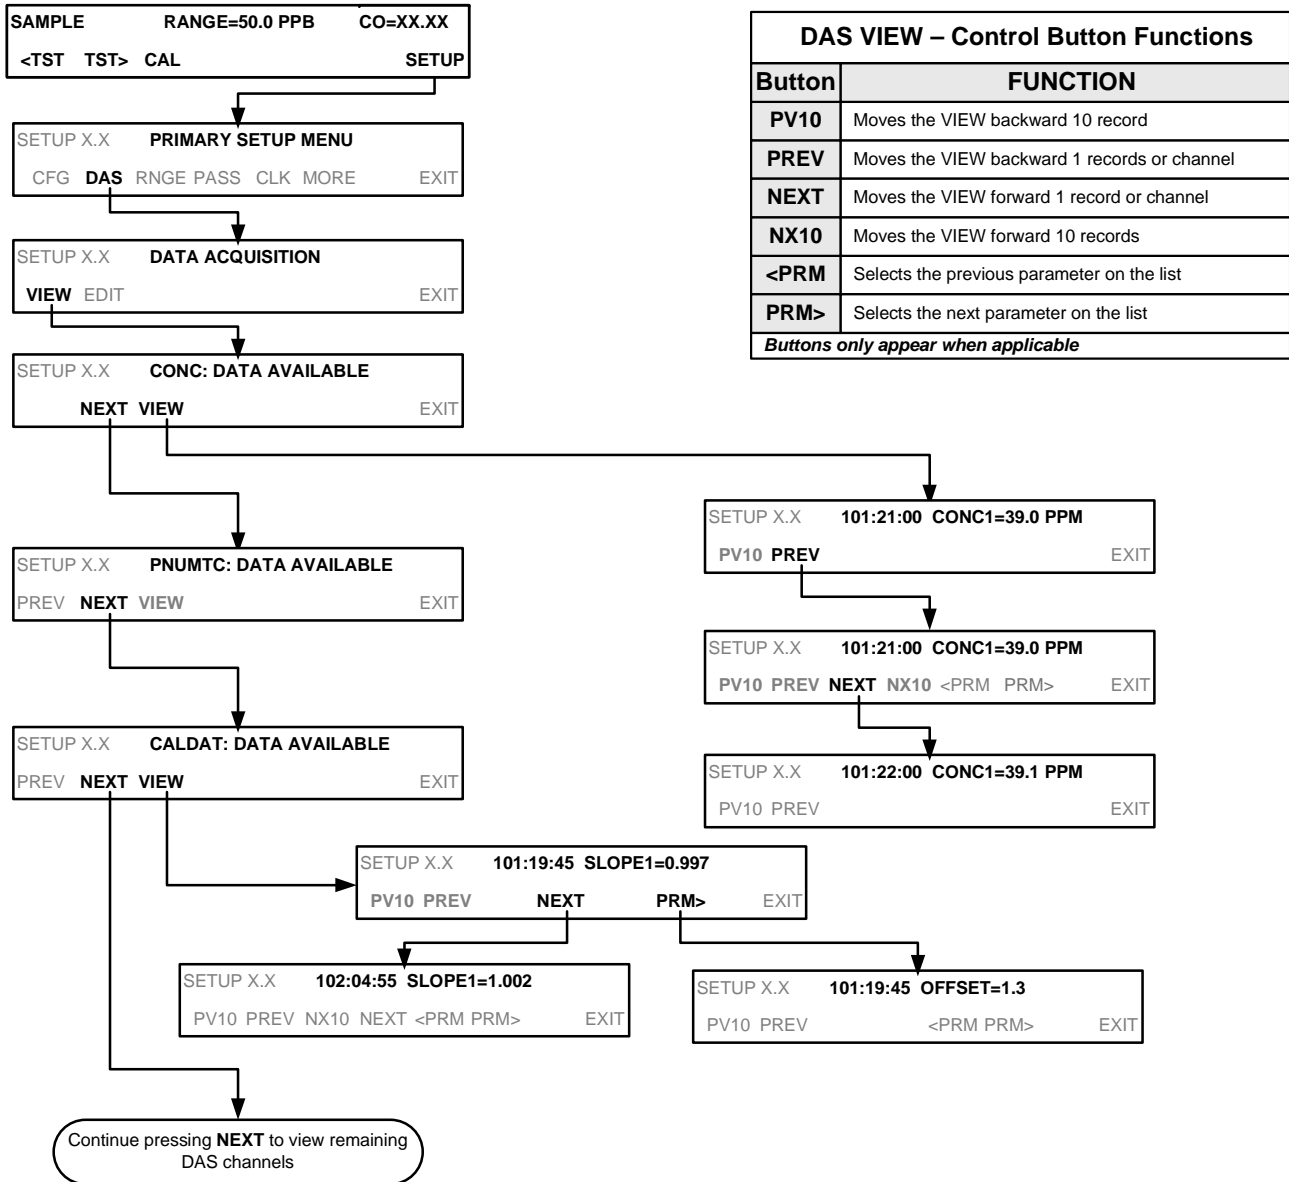 SAMPLE RANGE=50.0 PPB CO=XX.XX
<TST TST> CAL SETUP
SETUP X.X PRIMARY SETUP MENU
CFG DAS RNGE PASS CLK MORE EXIT
SETUP X.X DATA ACQUISITION
VIEW EDIT EXIT
SETUP X.X CONC: DATA AVAILABLE
NEXT VIEW EXIT
SETUP X.X PNUMTC: DATA AVAILABLE
PREV NEXT VIEW EXIT
SETUP X.X CALDAT: DATA AVAILABLE
PREV NEXT VIEW EXIT
DAS VIEW – Control Button Functions
Button FUNCTION
PV10 Moves the VIEW backward 10 record
PREV Moves the VIEW backward 1 records or channel
NEXT Moves the VIEW forward 1 record or channel
NX10 Moves the VIEW forward 10 records
<PRM Selects the previous parameter on the list
PRM> Selects the next parameter on the list
Buttons only appear when applicable
SETUP X.X 101:21:00 CONC1=39.0 PPM
PV10 PREV EXIT
SETUP X.X 101:21:00 CONC1=39.0 PPM
PV10 PREV NEXT NX10 <PRM PRM> EXIT
SETUP X.X 101:22:00 CONC1=39.1 PPM
PV10 PREV EXIT
SETUP X.X 101:19:45 SLOPE1=0.997
PV10 PREV NEXT PRM> EXIT
SETUP X.X 102:04:55 SLOPE1=1.002
PV10 PREV NX10 NEXT <PRM PRM> EXIT
SETUP X.X 101:19:45 OFFSET=1.3
PV10 PREV <PRM PRM> EXIT
Continue pressing NEXT to view remaining
DAS channels